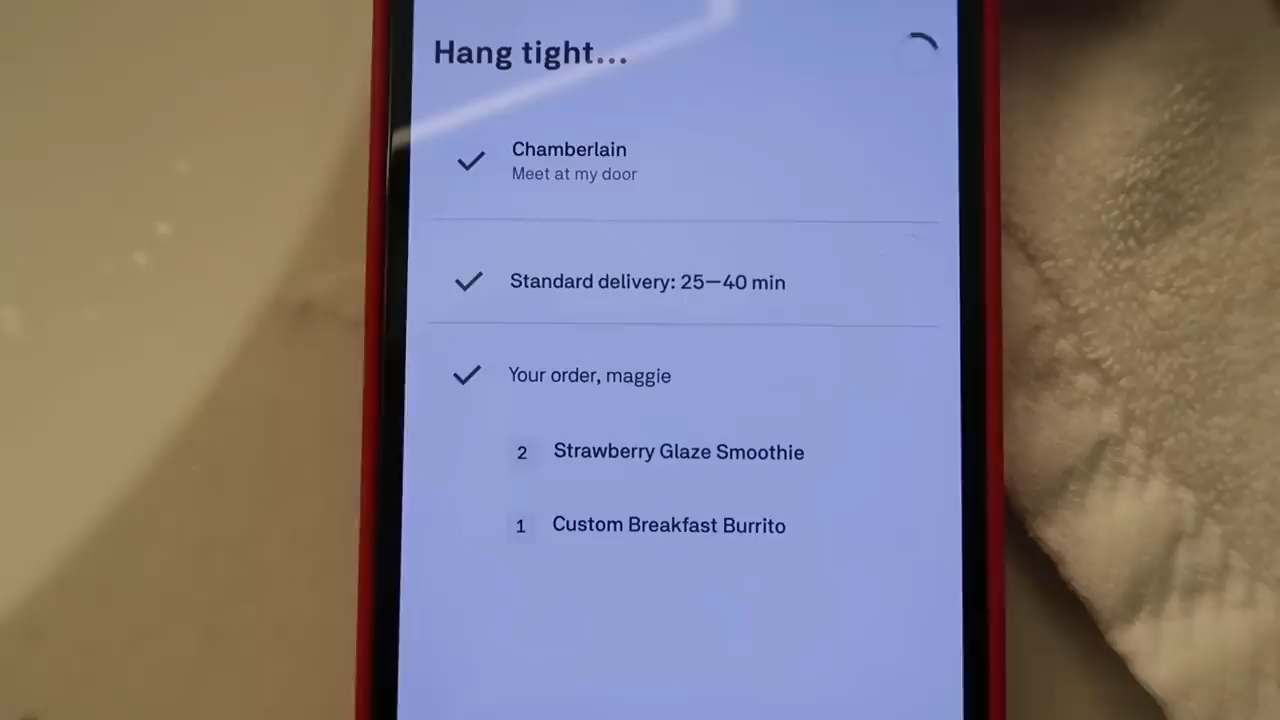 Hang tight...
Chamberlain
Meet at my door
Standard delivery: 25—40 min
Your order, maggie
2 Strawberry Glaze Smoothie
1 Custom Breakfast Burrito